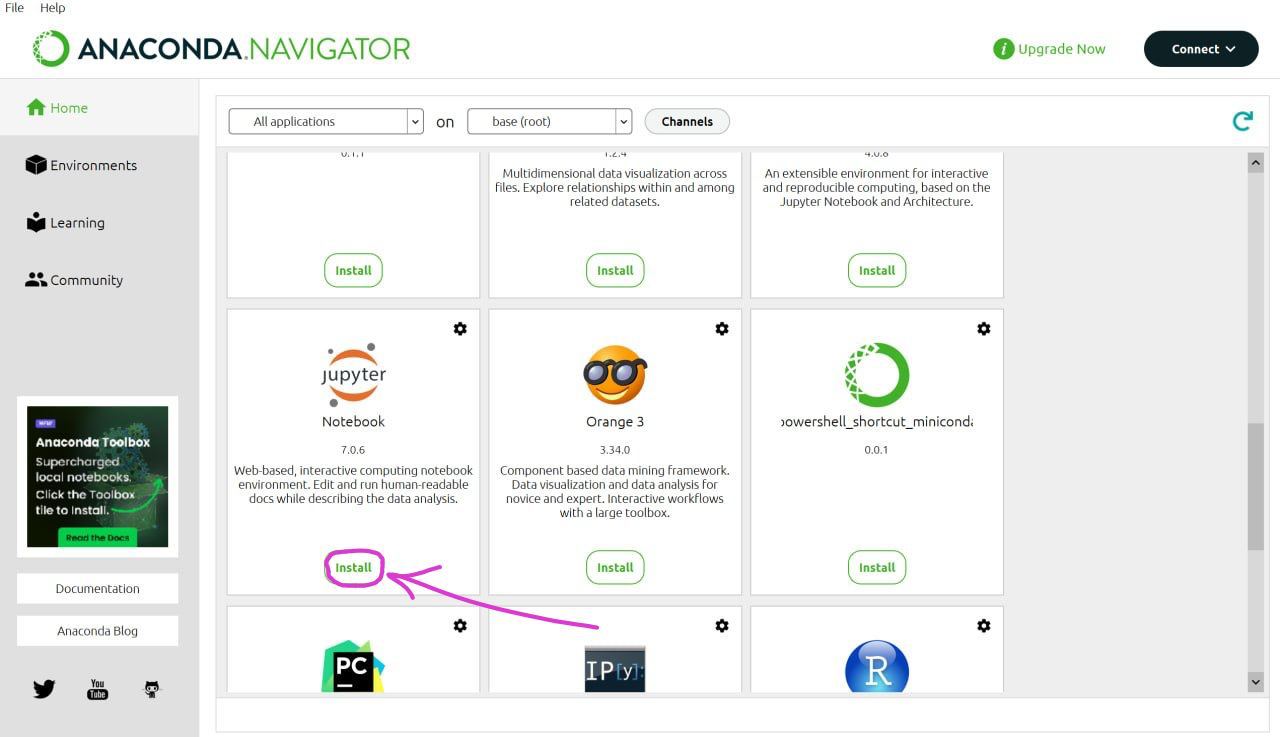 File Help
ANACONDA.NAVIGATOR
i Upgrade Now
Connect
Home
Environments
Learning
Community
NEW
Anaconda Toolbox
Supercharged
local notebooks.
Click the Toolbox
tile to install.
Read the Docs
Documentation
Anaconda Blog
You
Tube
All applications on base (root) Channels
0.1.1
1.2.4
Multidimensional data visualization across
files. Explore relationships within and among
related datasets.
4.0.8
An extensible environment for interactive
and reproducible computing, based on the
Jupyter Notebook and Architecture.
Install Install Install
jupyter
Notebook
7.0.6
Web-based, interactive computing notebook
environment. Edit and run human-readable
docs while describing the data analysis.
Install
Orange 3
3.34.0
Component based data mining framework.
Data visualization and data analysis for
novice and expert. Interactive workflows
with a large toolbox.
Install
powershell_shortcut_minicond
0.0.1
Install
PC
IP[y]:
R